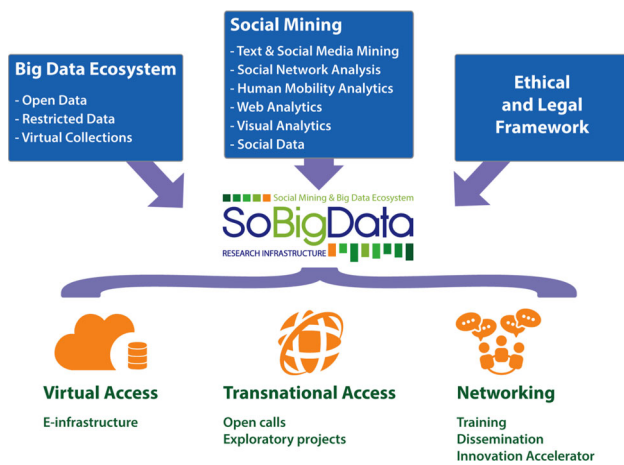 Big Data Ecosystem
- Open Data
- Restricted Data
- Virtual Collections
Social Mining
- Text & Social Media Mining
- Social Network Analysis
- Human Mobility Analytics
- Web Analytics
- Visual Analytics
- Social Data
Ethical
and Legal
Framework
Social Mining & Big Data Ecosystem
SoBigData
RESEARCH INFRASTRUCTURE
Virtual Access
E-infrastructure
Transnational Access
Open calls
Exploratory projects
Networking
Training
Dissemination
Innovation Accelerator